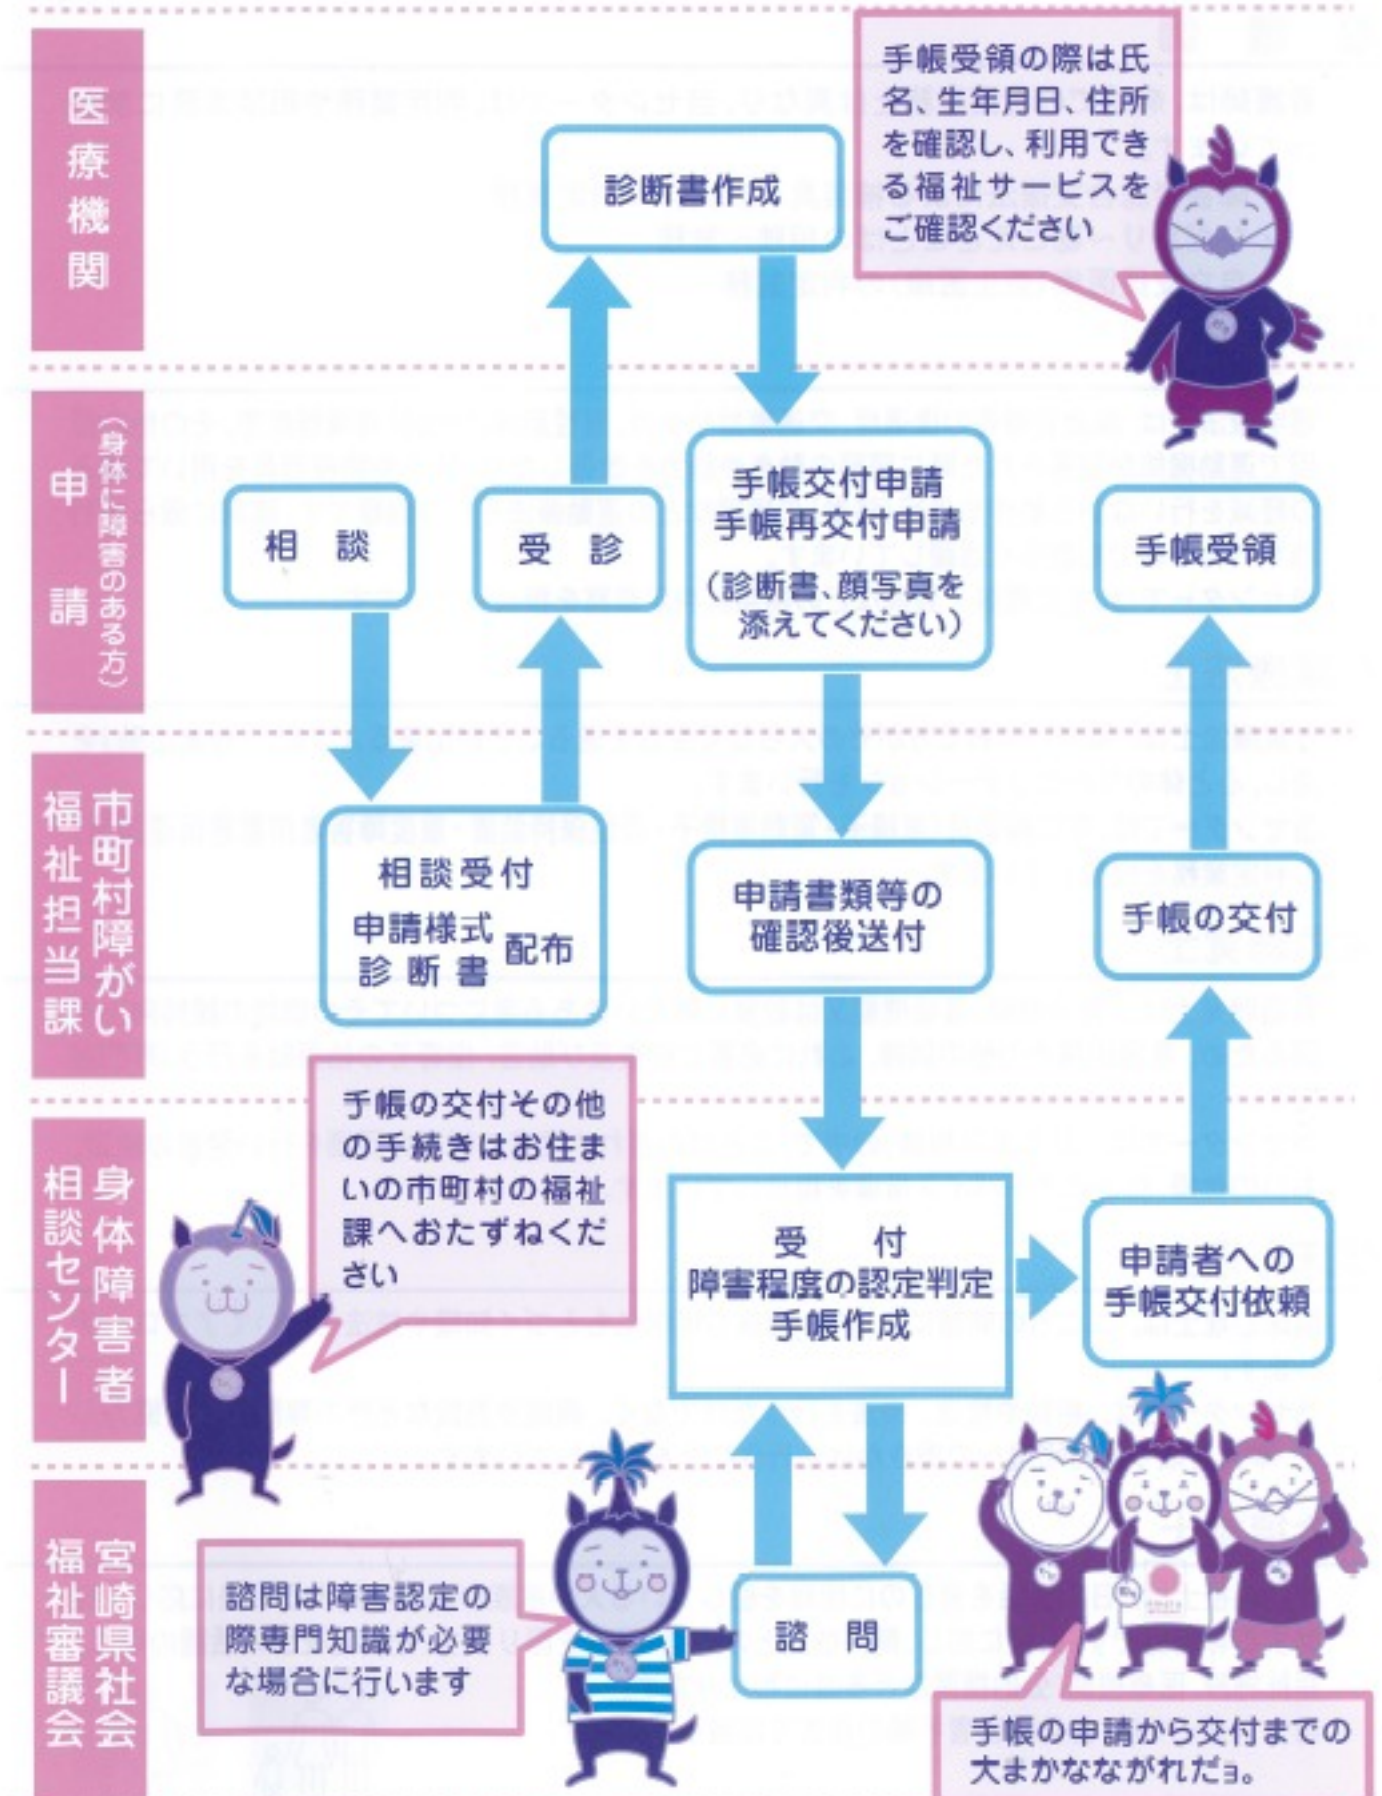 医療機関
診断書作成
手帳受領の際は氏
名、生年月日、住所
を確認し、利用でき
る福祉サービスを
ご確認ください
申請
（身体に障害のある方）
相談
受診
手帳交付申請
手帳再交付申請
（診断書、顔写真を
添えてください）
手帳受領
市町村障がい
福祉担当課
相談受付
申請様式
診断書
配布
申請書類等の
確認後送付
手帳の交付
身体障害者
相談センター
手帳の交付その他
の手続きはお住ま
いの市町村の福祉
課へおたずねくだ
さい
受付
障害程度の認定判定
手帳作成
申請者への
手帳交付依頼
宮崎県社会
福祉審議会
諮問は障害認定の
際専門知識が必要
な場合に行います
諮問
手帳の申請から交付までの
大まかなながれだョ。